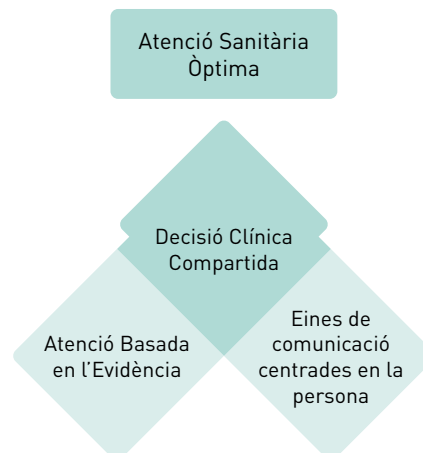 Atenció Sanitària
Òptima
Decisió Clínica
Compartida
Atenció Basada
en l’Evidència
Eines de
comunicació
centrades en la
persona